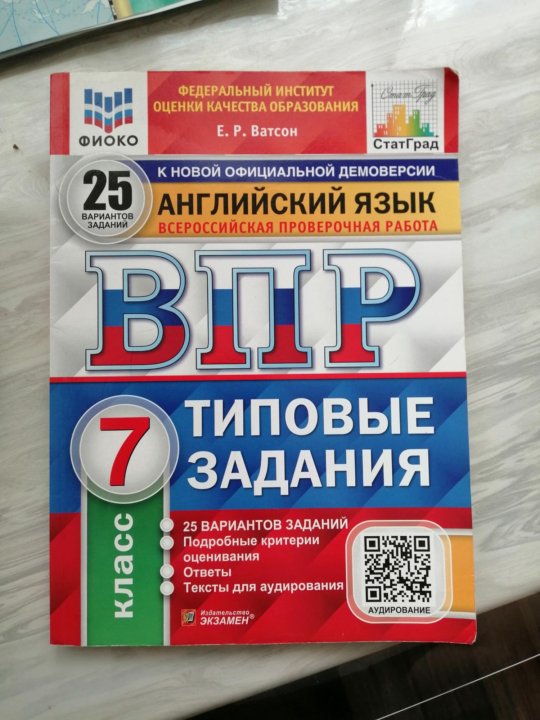 ФЕДЕРАЛЬНЫЙ ИНСТИТУТ
ОЦЕНКИ КАЧЕСТВА ОБРАЗОВАНИЯ
Е. Р. Ватсон
ФИОКО
СтатГрад
СтатГрад
25
ВАРИАНТОВ
ЗАДАНИЙ
К НОВОЙ ОФИЦИАЛЬНОЙ ДЕМОВЕРСИИ
АНГЛИЙСКИЙ ЯЗЫК
ВСЕРОССИЙСКАЯ ПРОВЕРОЧНАЯ РАБОТА
ВПР
7
класс
ТИПОВЫЕ
ЗАДАНИЯ
25 ВАРИАНТОВ ЗАДАНИЙ
Подробные критерии
оценивания
Ответы
Тексты для аудирования
АУДИРОВАНИЕ
Издательство
ЭКЗАМЕН®